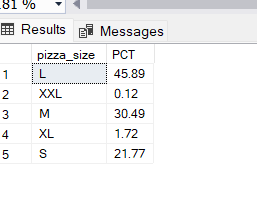 .81 %
Results Messages
pizza_size PCT
1 L 45.89
2 XXL 0.12
3 M 30.49
4 XL 1.72
5 S 21.77